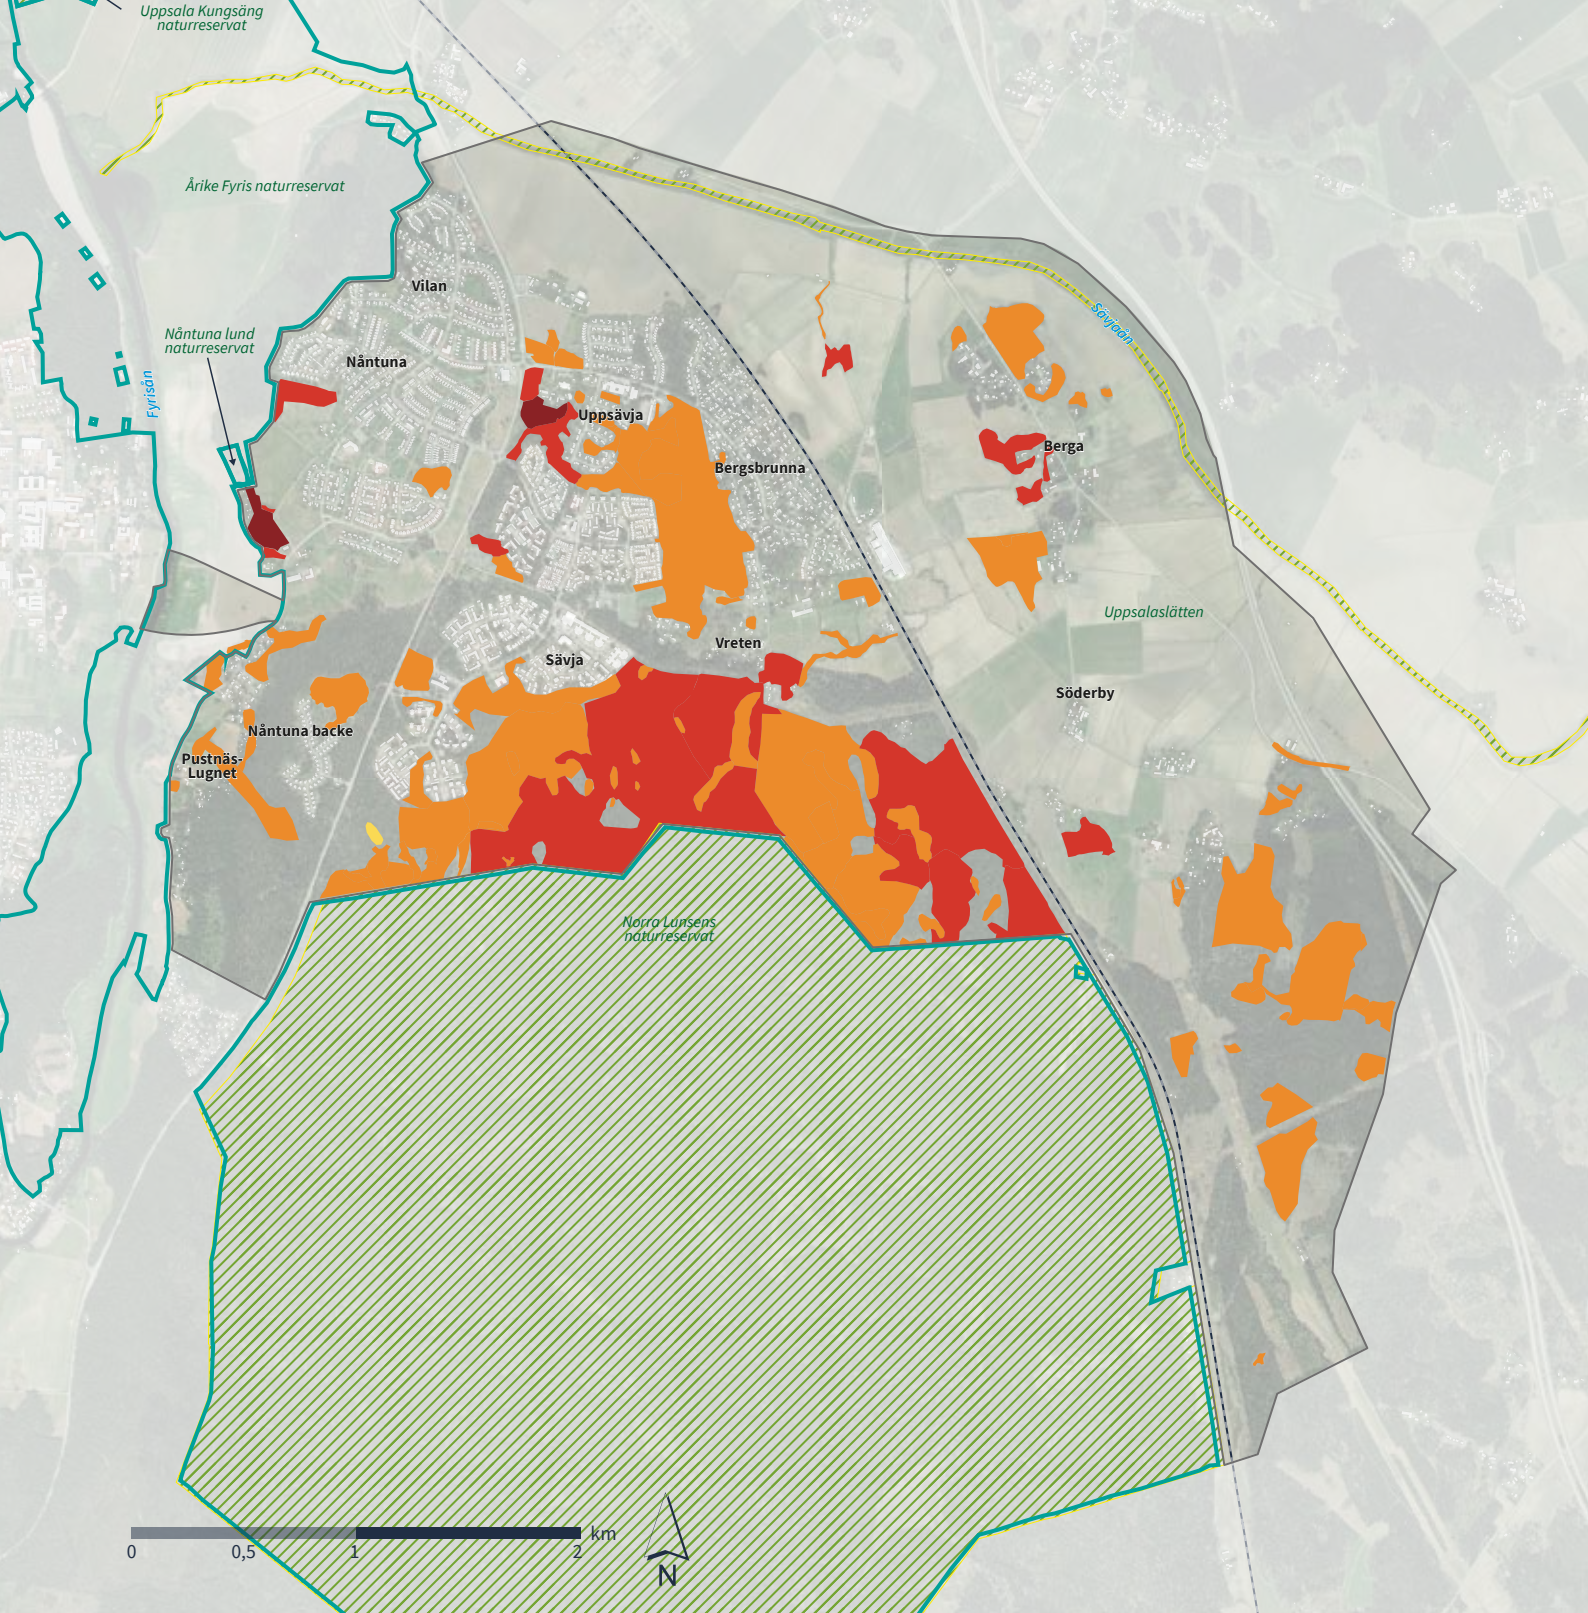 Uppsala Kungsäng
naturreservat
Årike Fyris naturreservat
Vilan
Sävjaån
Nåntuna lund
naturreservat
Nåntuna
Fyrisån
Uppsävja
Bergsbrunna
Berga
Uppsalaslätten
Vreten
Sävja
Söderby
Nåntuna backe
Pustnäs-
Lugnet
Norra Lunsens
naturreservat
km
0
0,5
1
2
N